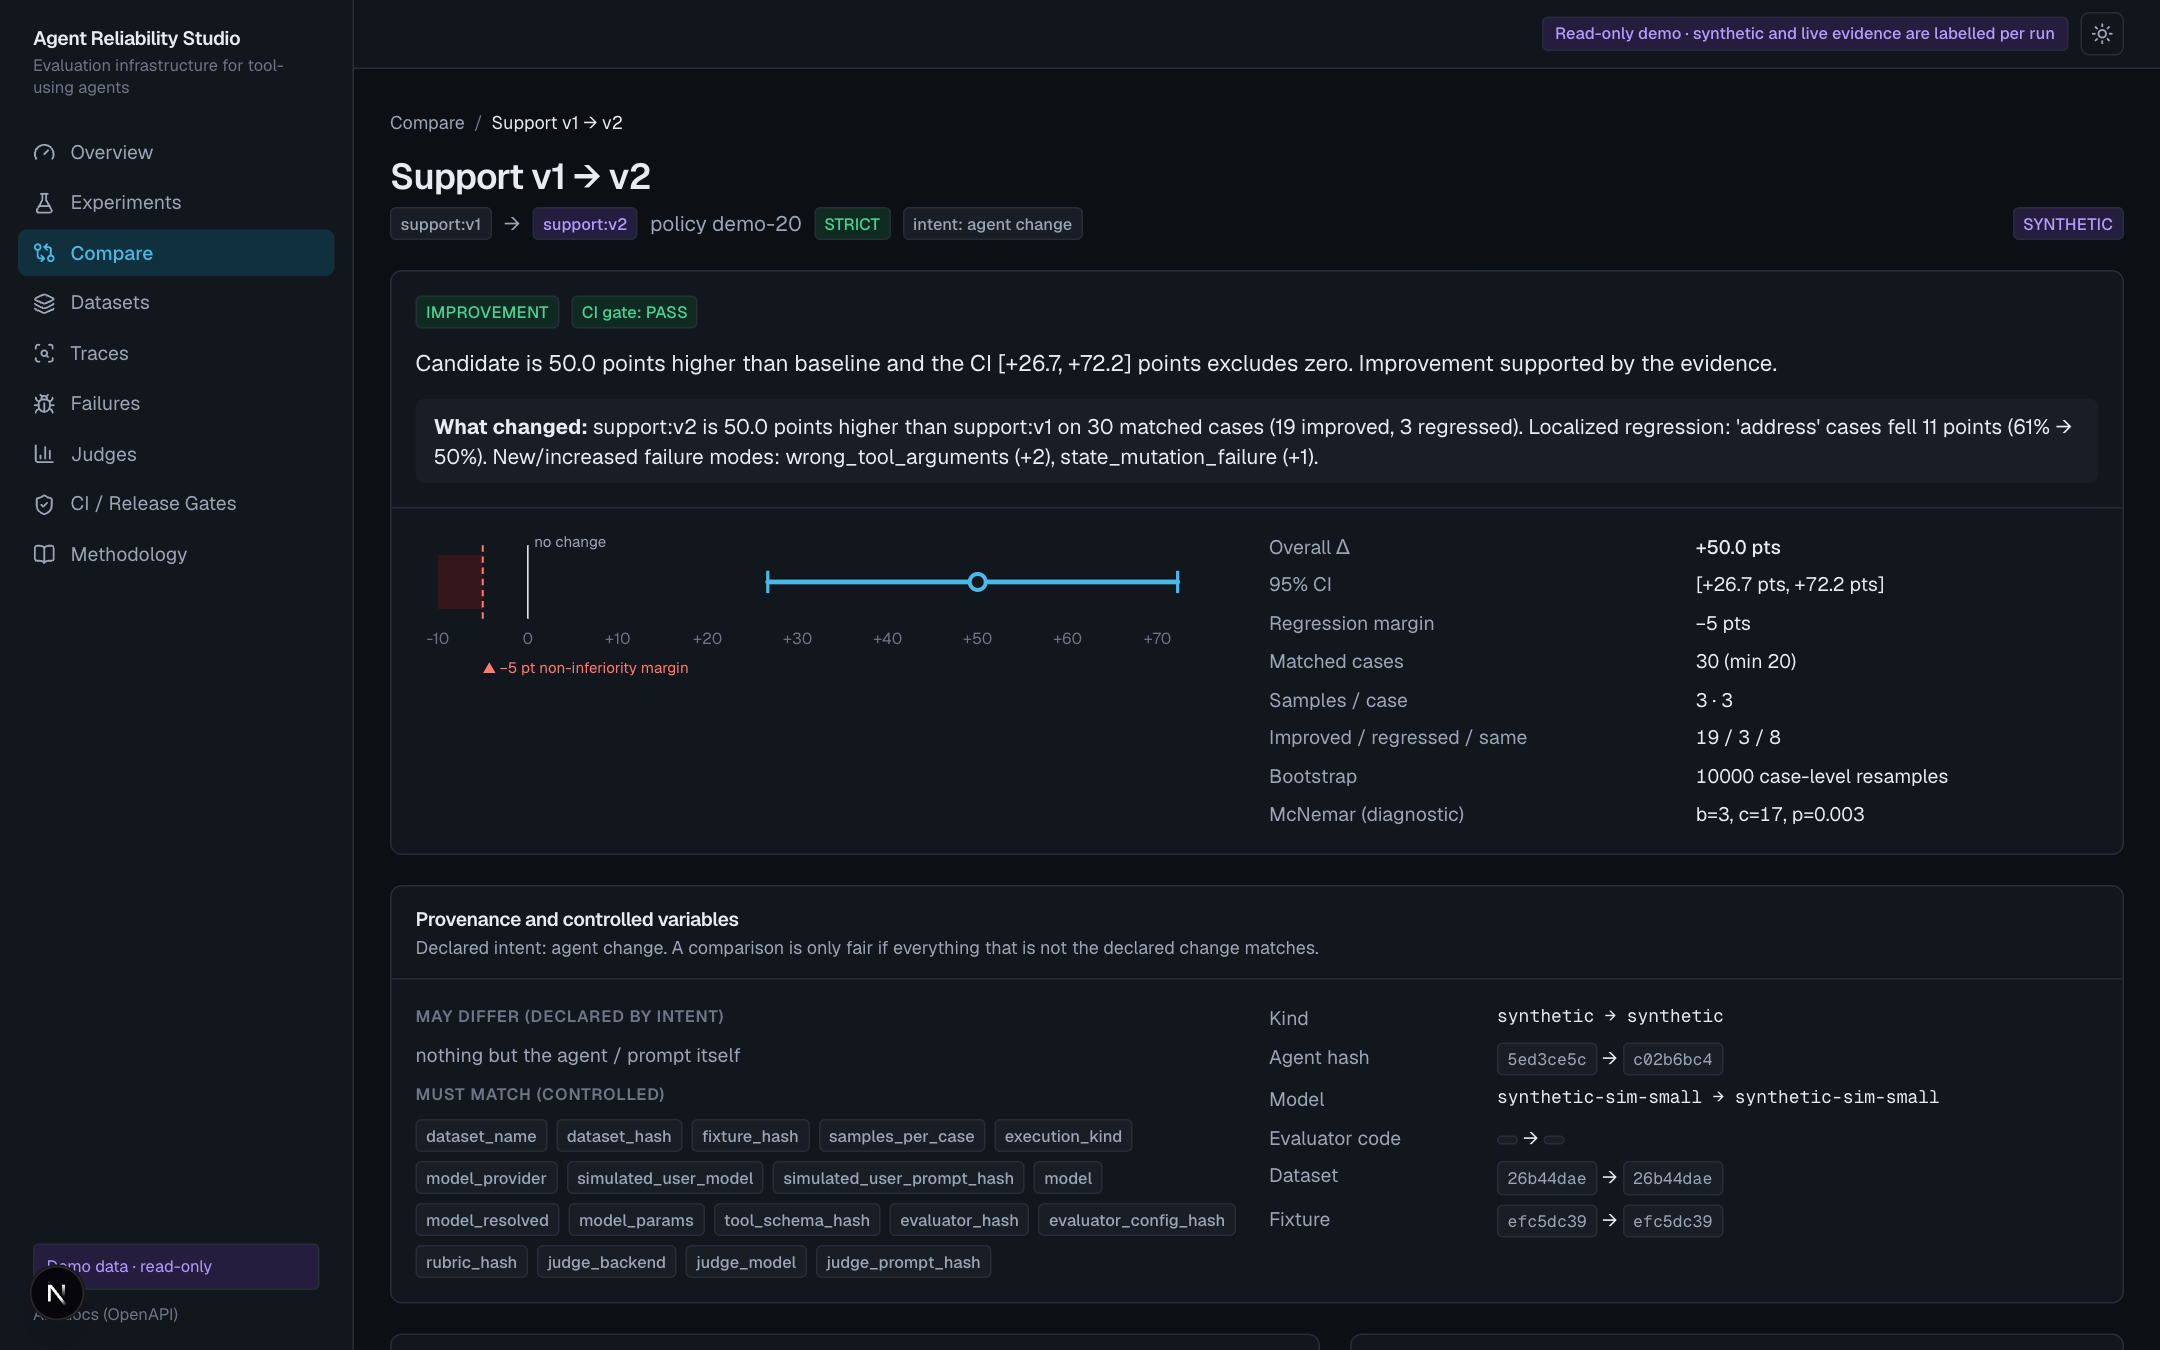 Agent Reliability Studio
Evaluation infrastructure for tool-
using agents
Overview
Experiments
Compare
Datasets
Traces
Failures
Judges
CI / Release Gates
Methodology
Demo data · read-only
docs (OpenAPI)
Read-only demo · synthetic and live evidence are labelled per run
Compare / Support v1 → v2
Support v1 → v2
support:v1 → support:v2 policy demo-20 STRICT intent: agent change SYNTHETIC
IMPROVEMENT CI gate: PASS
Candidate is 50.0 points higher than baseline and the CI [+26.7, +72.2] points excludes zero. Improvement supported by the evidence.
What changed: support:v2 is 50.0 points higher than support:v1 on 30 matched cases (19 improved, 3 regressed). Localized regression: 'address' cases fell 11 points (61% →
50%). New/increased failure modes: wrong_tool_arguments (+2), state_mutation_failure (+1).
no change
-10 0 +10 +20 +30 +40 +50 +60 +70
▲ −5 pt non-inferiority margin
Overall Δ +50.0 pts
95% CI [+26.7 pts, +72.2 pts]
Regression margin −5 pts
Matched cases 30 (min 20)
Samples / case 3 · 3
Improved / regressed / same 19 / 3 / 8
Bootstrap 10000 case-level resamples
McNemar (diagnostic) b=3, c=17, p=0.003
Provenance and controlled variables
Declared intent: agent change. A comparison is only fair if everything that is not the declared change matches.
MAY DIFFER (DECLARED BY INTENT)
nothing but the agent / prompt itself
MUST MATCH (CONTROLLED)
dataset_name dataset_hash fixture_hash samples_per_case execution_kind
model_provider simulated_user_model simulated_user_prompt_hash model
model_resolved model_params tool_schema_hash evaluator_hash evaluator_config_hash
rubric_hash judge_backend judge_model judge_prompt_hash
Kind synthetic → synthetic
Agent hash 5ed3ce5c → c02b6bc4
Model synthetic-sim-small → synthetic-sim-small
Evaluator code →
Dataset 26b44dae → 26b44dae
Fixture efc5dc39 → efc5dc39